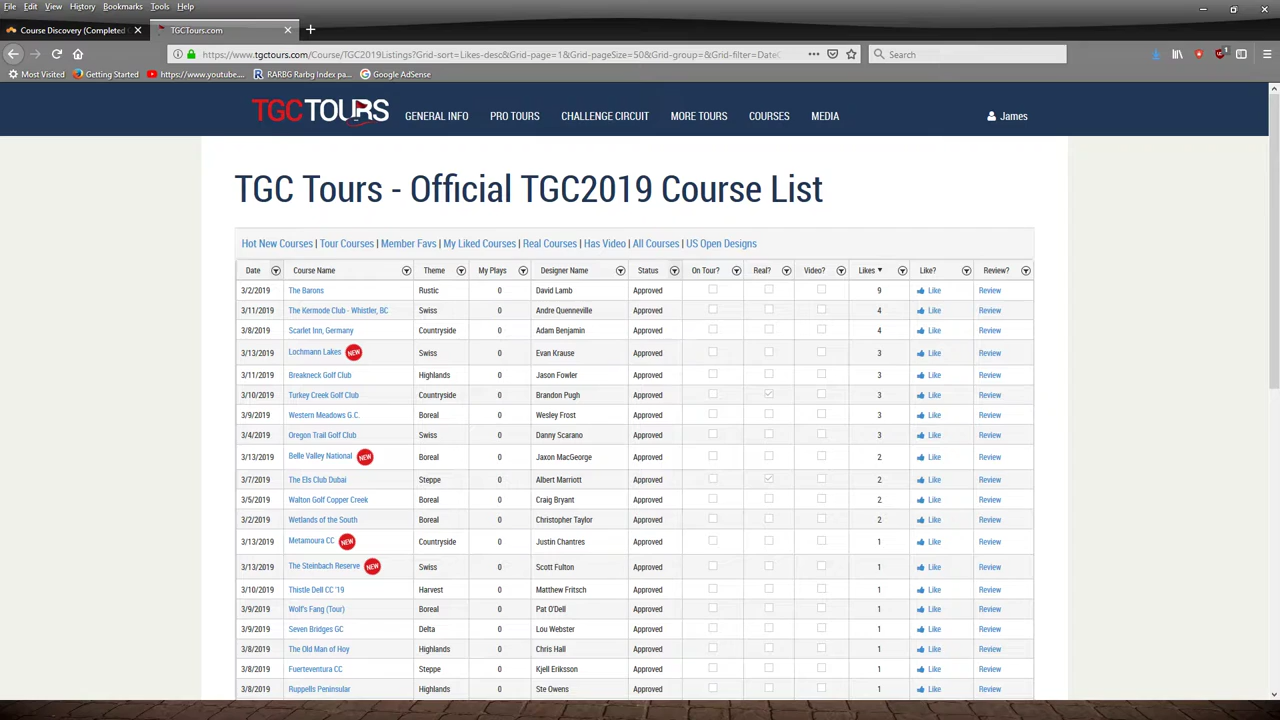 File Edit View History Bookmarks Tools Help
Course Discovery (Completed C
TGCTours.com
https://www.tgctours.com/Course/TGC2019Listings?Grid-sort=Likes-desc&Grid-page=1&Grid-pageSize=50&Grid-group=&Grid-filter=DateC
Search
Most Visited Getting Started https://www.youtube.... RARBG Rarbg Index pa... Google AdSense
TGCTOURS GENERAL INFO PRO TOURS CHALLENGE CIRCUIT MORE TOURS COURSES MEDIA James
TGC Tours - Official TGC2019 Course List
Hot New Courses | Tour Courses | Member Favs | My Liked Courses | Real Courses | Has Video | All Courses | US Open Designs
Date Course Name Theme My Plays Designer Name Status On Tour? Real? Video? Likes Like? Review?
3/2/2019 The Barons Rustic 0 David Lamb Approved 9 Like Review
3/11/2019 The Kermode Club - Whistler, BC Swiss 0 Andre Quenneville Approved 4 Like Review
3/8/2019 Scarlet Inn, Germany Countryside 0 Adam Benjamin Approved 4 Like Review
3/13/2019 Lochmann Lakes NEW Swiss 0 Evan Krause Approved 3 Like Review
3/11/2019 Breakneck Golf Club Highlands 0 Jason Fowler Approved 3 Like Review
3/10/2019 Turkey Creek Golf Club Countryside 0 Brandon Pugh Approved 3 Like Review
3/9/2019 Western Meadows G.C. Boreal 0 Wesley Frost Approved 3 Like Review
3/4/2019 Oregon Trail Golf Club Swiss 0 Danny Scarano Approved 3 Like Review
3/13/2019 Belle Valley National NEW Boreal 0 Jaxon MacGeorge Approved 2 Like Review
3/7/2019 The Els Club Dubai Steppe 0 Albert Marriott Approved 2 Like Review
3/5/2019 Walton Golf Copper Creek Boreal 0 Craig Bryant Approved 2 Like Review
3/2/2019 Wetlands of the South Boreal 0 Christopher Taylor Approved 2 Like Review
3/13/2019 Metamoura CC NEW Countryside 0 Justin Chantres Approved 1 Like Review
3/13/2019 The Steinbach Reserve NEW Swiss 0 Scott Fulton Approved 1 Like Review
3/10/2019 Thistle Dell CC '19 Harvest 0 Matthew Fritsch Approved 1 Like Review
3/9/2019 Wolf's Fang (Tour) Boreal 0 Pat O'Dell Approved 1 Like Review
3/9/2019 Seven Bridges GC Delta 0 Lou Webster Approved 1 Like Review
3/8/2019 The Old Man of Hoy Highlands 0 Chris Hall Approved 1 Like Review
3/8/2019 Fuerteventura CC Steppe 0 Kjell Eriksson Approved 1 Like Review
3/8/2019 Ruppells Peninsular Highlands 0 Ste Owens Approved 1 Like Review